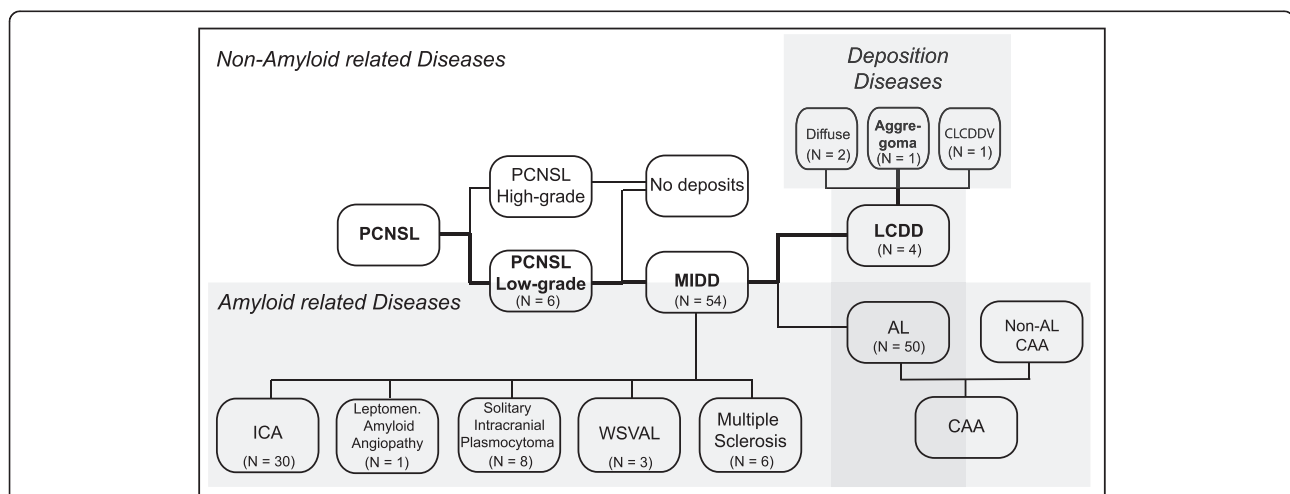 Non-Amyloid related Diseases
Deposition
Diseases
Diffuse
(N = 2)
Aggre-
goma
(N = 1)
CLCDDV
(N = 1)
PCNSL
High-grade
No deposits
PCNSL
LCDD
(N = 4)
PCNSL
Low-grade
(N = 6)
MIDD
(N = 54)
Amyloid related Diseases
AL
(N = 50)
Non-AL
CAA
ICA
(N = 30)
Leptomen.
Amyloid
Angiopathy
(N = 1)
Solitary
Intracranial
Plasmocytoma
(N = 8)
WSVAL
(N = 3)
Multiple
Sclerosis
(N = 6)
CAA